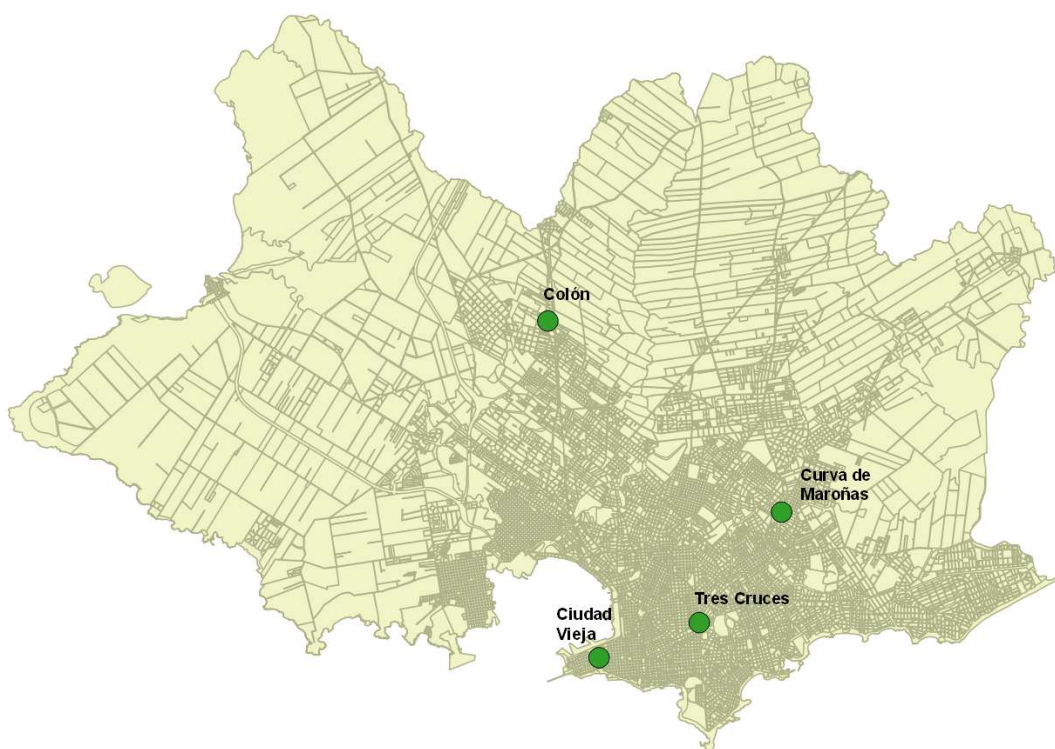 Colón
Curva de
Maroñas
Tres Cruces
Ciudad
Vieja